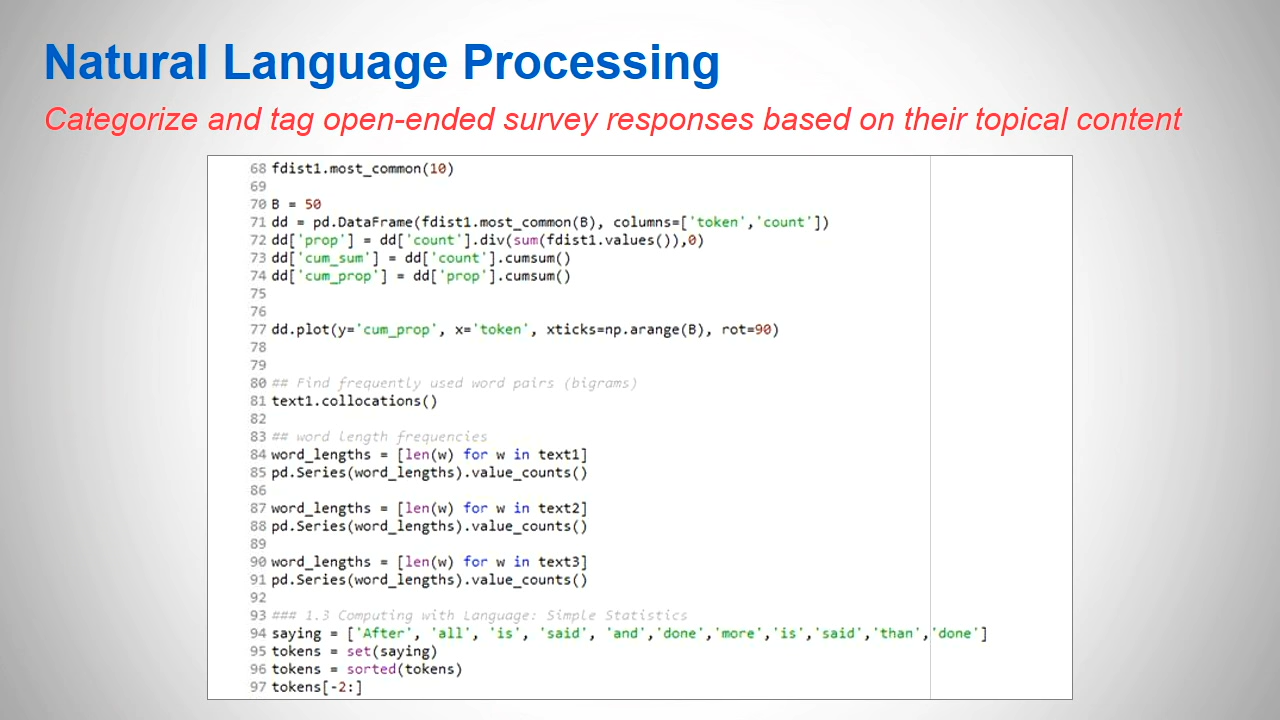 Natural Language Processing
Categorize and tag open-ended survey responses based on their topical content
68 fdist1.most_common(10)
69
70 B = 50
71 dd = pd.DataFrame(fdist1.most_common(B), columns=['token','count'])
72 dd['prop'] = dd['count'].div(sum(fdist1.values()),0)
73 dd['cum_sum'] = dd['count'].cumsum()
74 dd['cum_prop'] = dd['prop'].cumsum()
75
76
77 dd.plot(y='cum_prop', x='token', xticks=np.arange(B), rot=90)
78
79
80 ## Find frequently used word pairs (bigrams)
81 text1.collocations()
82
83 ## word length frequencies
84 word_lengths = [len(w) for w in text1]
85 pd.Series(word_lengths).value_counts()
86
87 word_lengths = [len(w) for w in text2]
88 pd.Series(word_lengths).value_counts()
89
90 word_lengths = [len(w) for w in text3]
91 pd.Series(word_lengths).value_counts()
92
93 ### 1.3 Computing with Language: Simple Statistics
94 saying = ['After', 'all', 'is', 'said', 'and','done','more','is','said','than','done']
95 tokens = set(saying)
96 tokens = sorted(tokens)
97 tokens[-2:]